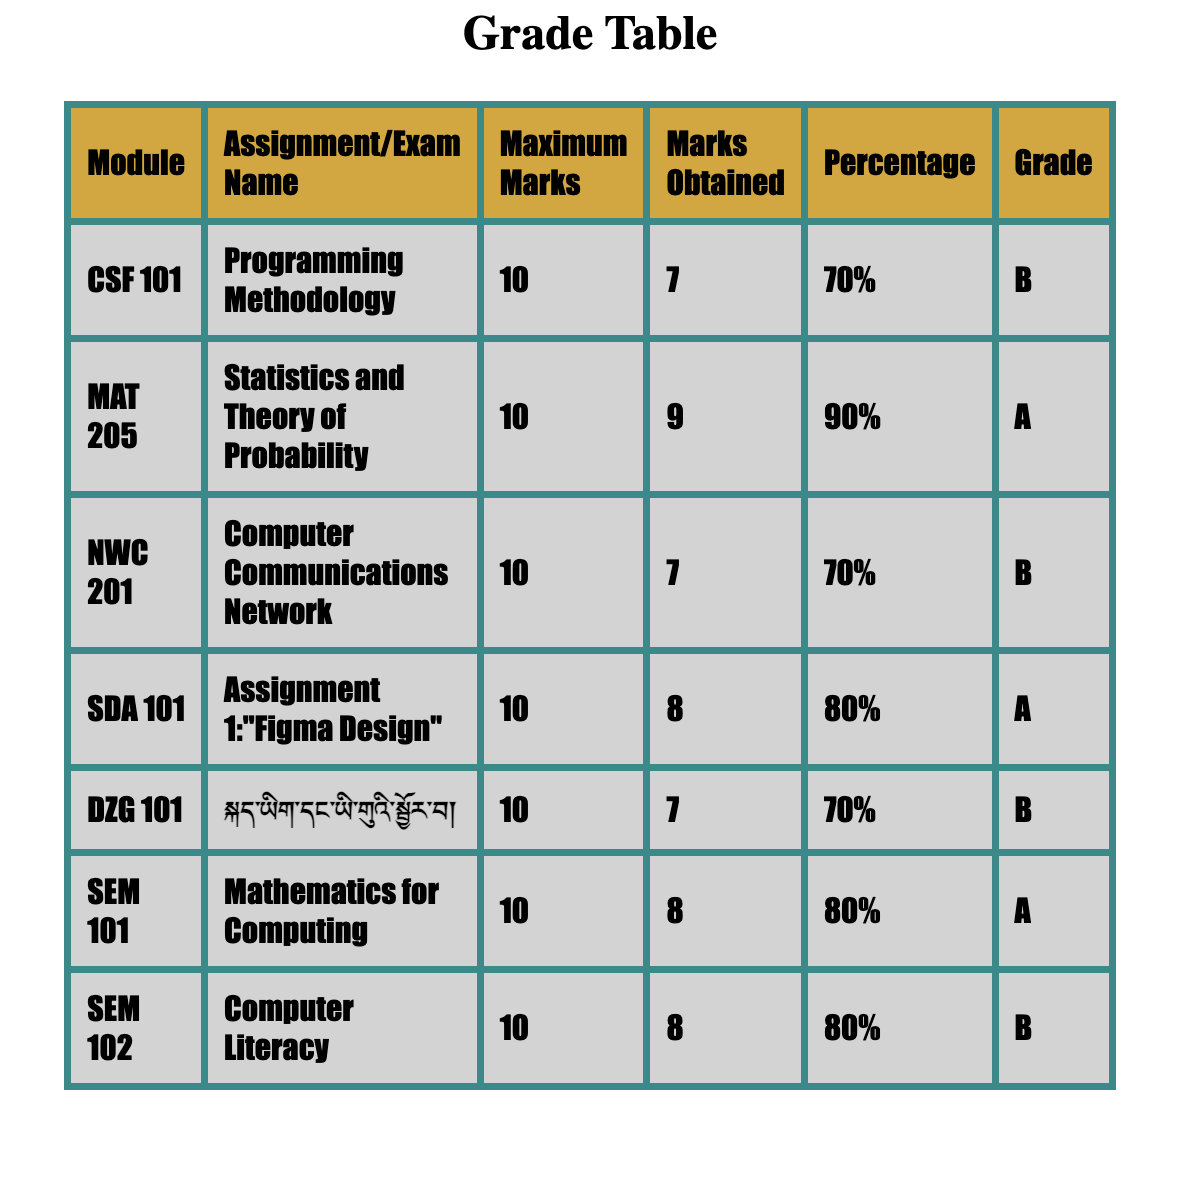 Grade Table
Module
Assignment/Exam
Name
Maximum
Marks
Marks
Obtained
Percentage
Grade
CSF 101
Programming
Methodology
10
7
70%
B
MAT
205
Statistics and
Theory of
Probability
10
9
90%
A
NWC
201
Computer
Communications
Network
10
7
70%
B
SDA 101
Assignment
1:"Figma Design"
10
8
80%
A
DZG 101
སྐད་ཡིག་དང་ཡི་གུའི་སྦྱོར་བ།
10
7
70%
B
SEM
101
Mathematics for
Computing
10
8
80%
A
SEM
102
Computer
Literacy
10
8
80%
B